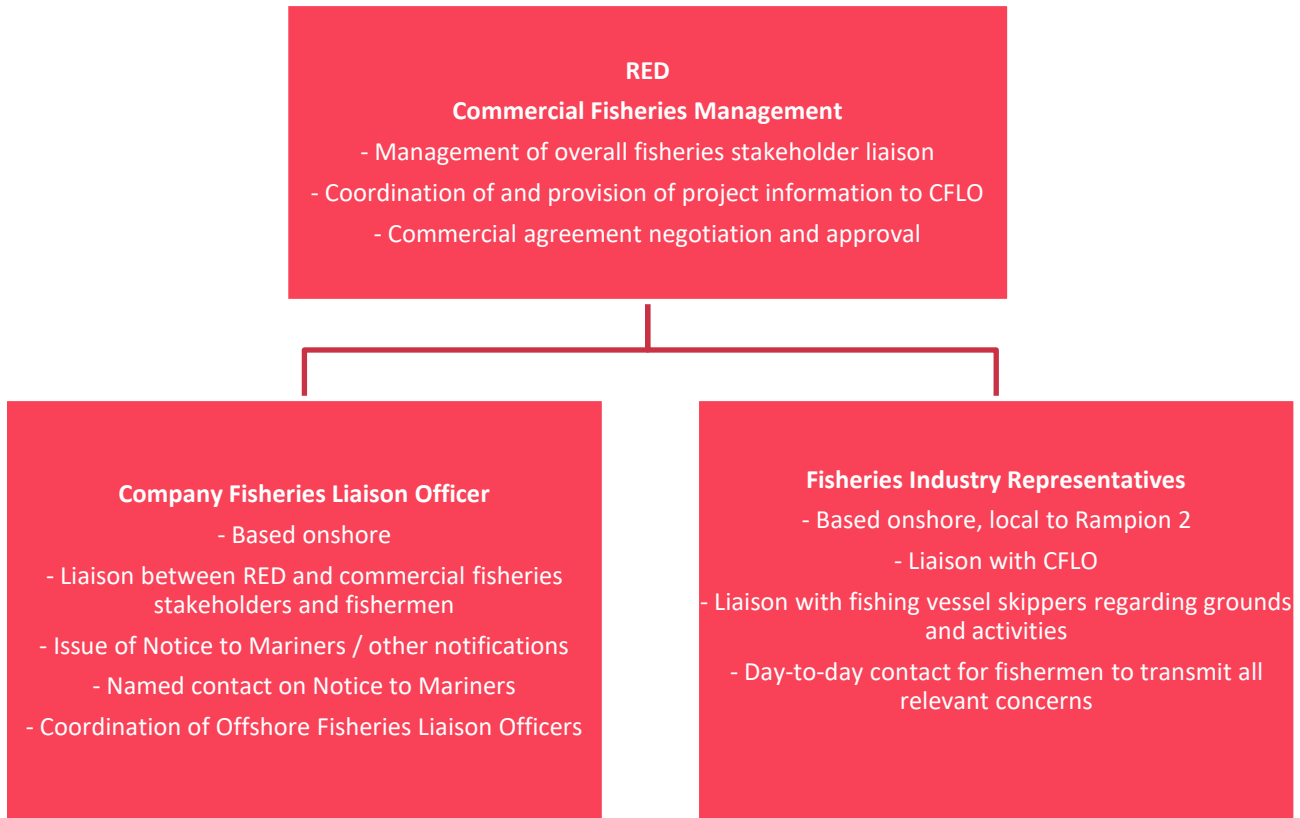 RED
Commercial Fisheries Management
- Management of overall fisheries stakeholder liaison
- Coordination of and provision of project information to CFLO
- Commercial agreement negotiation and approval
Company Fisheries Liaison Officer
- Based onshore
- Liaison between RED and commercial fisheries
stakeholders and fishermen
- Issue of Notice to Mariners / other notifications
- Named contact on Notice to Mariners
- Coordination of Offshore Fisheries Liaison Officers
Fisheries Industry Representatives
- Based onshore, local to Rampion 2
- Liaison with CFLO
- Liaison with fishing vessel skippers regarding grounds
and activities
- Day-to-day contact for fishermen to transmit all
relevant concerns